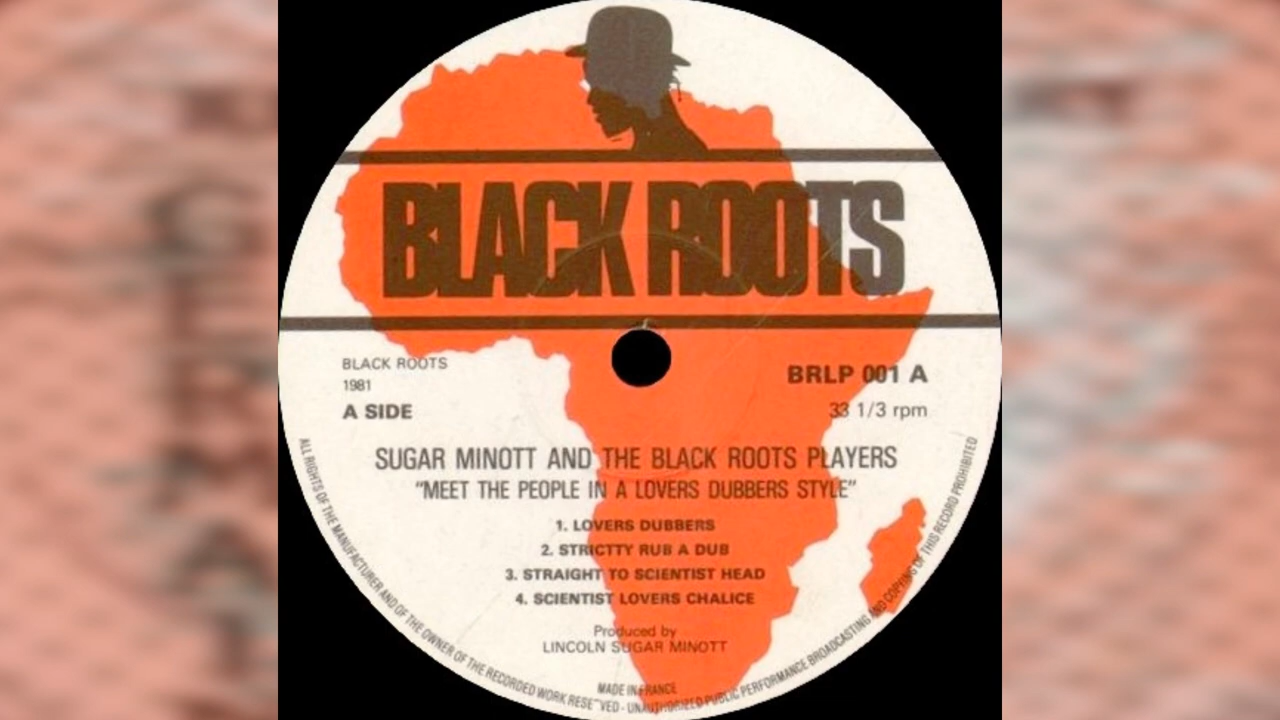 BLACK ROOTS
BLACK ROOTS
1981
A SIDE
BRLP 001 A
33 1/3 rpm
SUGAR MINOTT AND THE BLACK ROOTS PLAYERS
"MEET THE PEOPLE IN A LOVERS DUBBERS STYLE"
1. LOVERS DUBBERS
2. STRICTTY RUB A DUB
3. STRAIGHT TO SCIENTIST HEAD
4. SCIENTIST LOVERS CHALICE
Produced by
LINCOLN SUGAR MINOTT
MADE IN FRANCE
ALL RIGHTS OF THE MANUFACTURER AND OF THE OWNER OF THE RECORDED WORK RESERVED - UNAUTHORIZED PUBLIC PERFORMANCE BROADCASTING AND COPYING OF THIS RECORD PROHIBITED